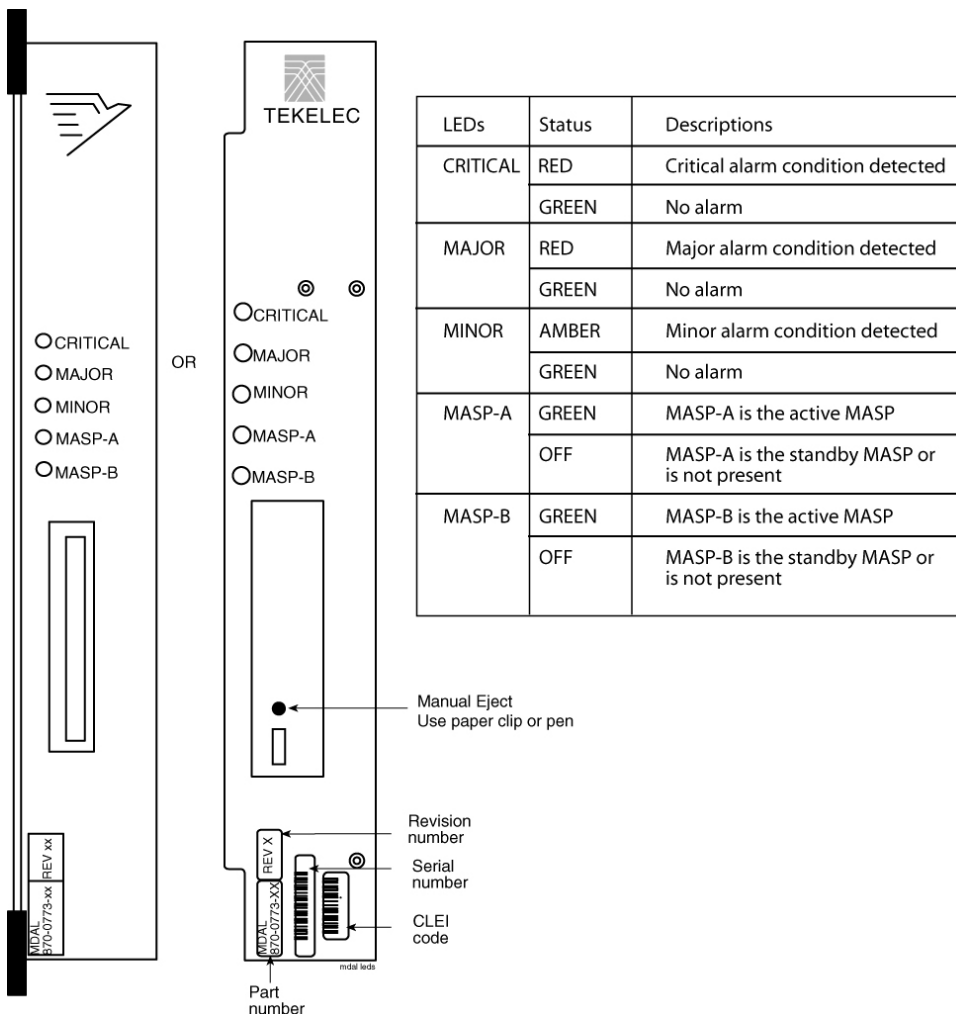 CRITICAL
MAJOR
MINOR
MASP-A
MASP-B
REV xx
MDAL
870-0773-xx
OR
TEKELEC
CRITICAL
MAJOR
MINOR
MASP-A
MASP-B
REV X
MDAL
870-0773-XX
mdal leds
LEDs Status Descriptions
CRITICAL RED Critical alarm condition detected
GREEN No alarm
MAJOR RED Major alarm condition detected
GREEN No alarm
MINOR AMBER Minor alarm condition detected
GREEN No alarm
MASP-A GREEN MASP-A is the active MASP
OFF MASP-A is the standby MASP or
is not present
MASP-B GREEN MASP-B is the active MASP
OFF MASP-B is the standby MASP or
is not present
Manual Eject
Use paper clip or pen
Revision
number
Serial
number
CLEI
code
Part
number